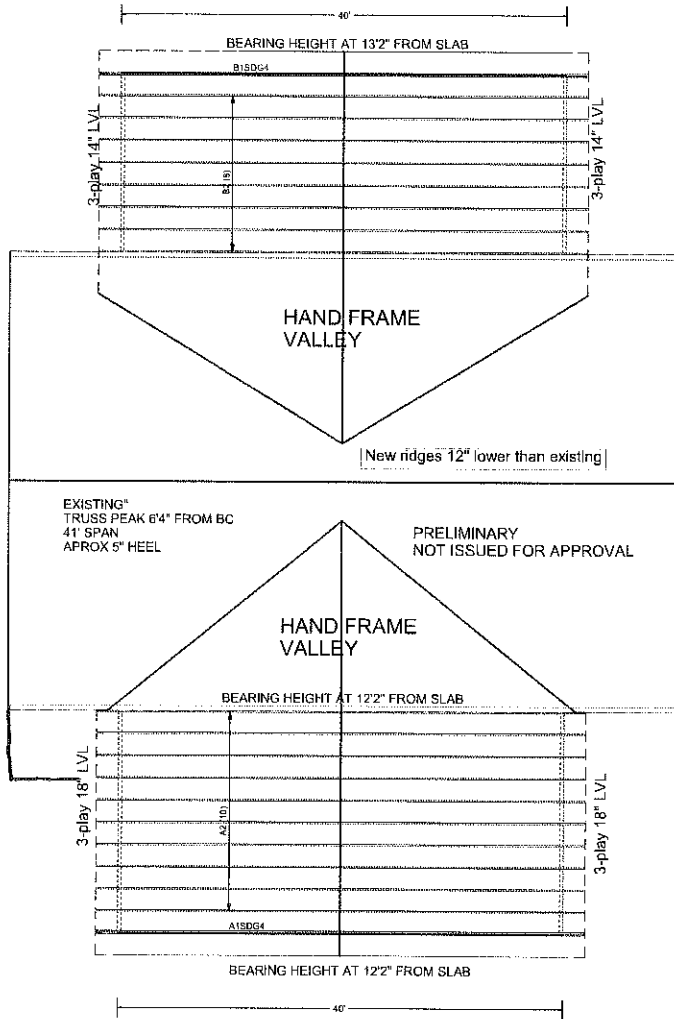 40'
BEARING HEIGHT AT 13'2" FROM SLAB
B1SDG4
3-play 14" LVL
3-play 14" LVL
HAND FRAME
VALLEY
New ridges 12" lower than existing
EXISTING"
TRUSS PEAK 6'4" FROM BC
41' SPAN
APROX 5" HEEL
PRELIMINARY
NOT ISSUED FOR APPROVAL
HAND FRAME
VALLEY
BEARING HEIGHT AT 12'2" FROM SLAB
3-play 18" LVL
A2 (10)
3-play 18" LVL
A1SDG4
BEARING HEIGHT AT 12'2" FROM SLAB
40'